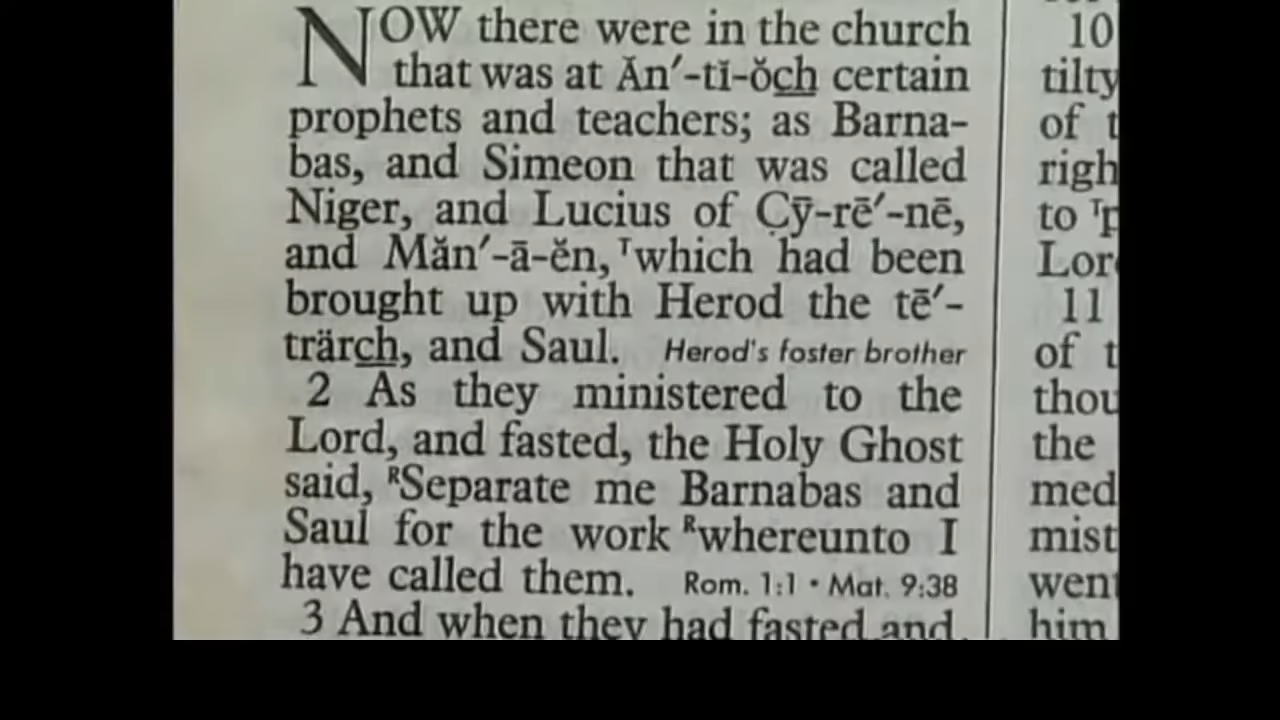 NOW there were in the church
that was at Ăn′-tĭ-ŏch certain
prophets and teachers; as Barna-
bas, and Simeon that was called
Niger, and Lucius of Çȳ-rē′-nē,
and Măn′-ā-ĕn, ᵀwhich had been
brought up with Herod the tē′-
trärch, and Saul. Herod's foster brother
2 As they ministered to the
Lord, and fasted, the Holy Ghost
said, ᴿSeparate me Barnabas and
Saul for the work ᴿwhereunto I
have called them. Rom. 1:1 • Mat. 9:38
3 And when they had fasted and
10
tilty
of t
righ
to ᵀp
Lor
11
of t
thou
the
med
mist
went
him